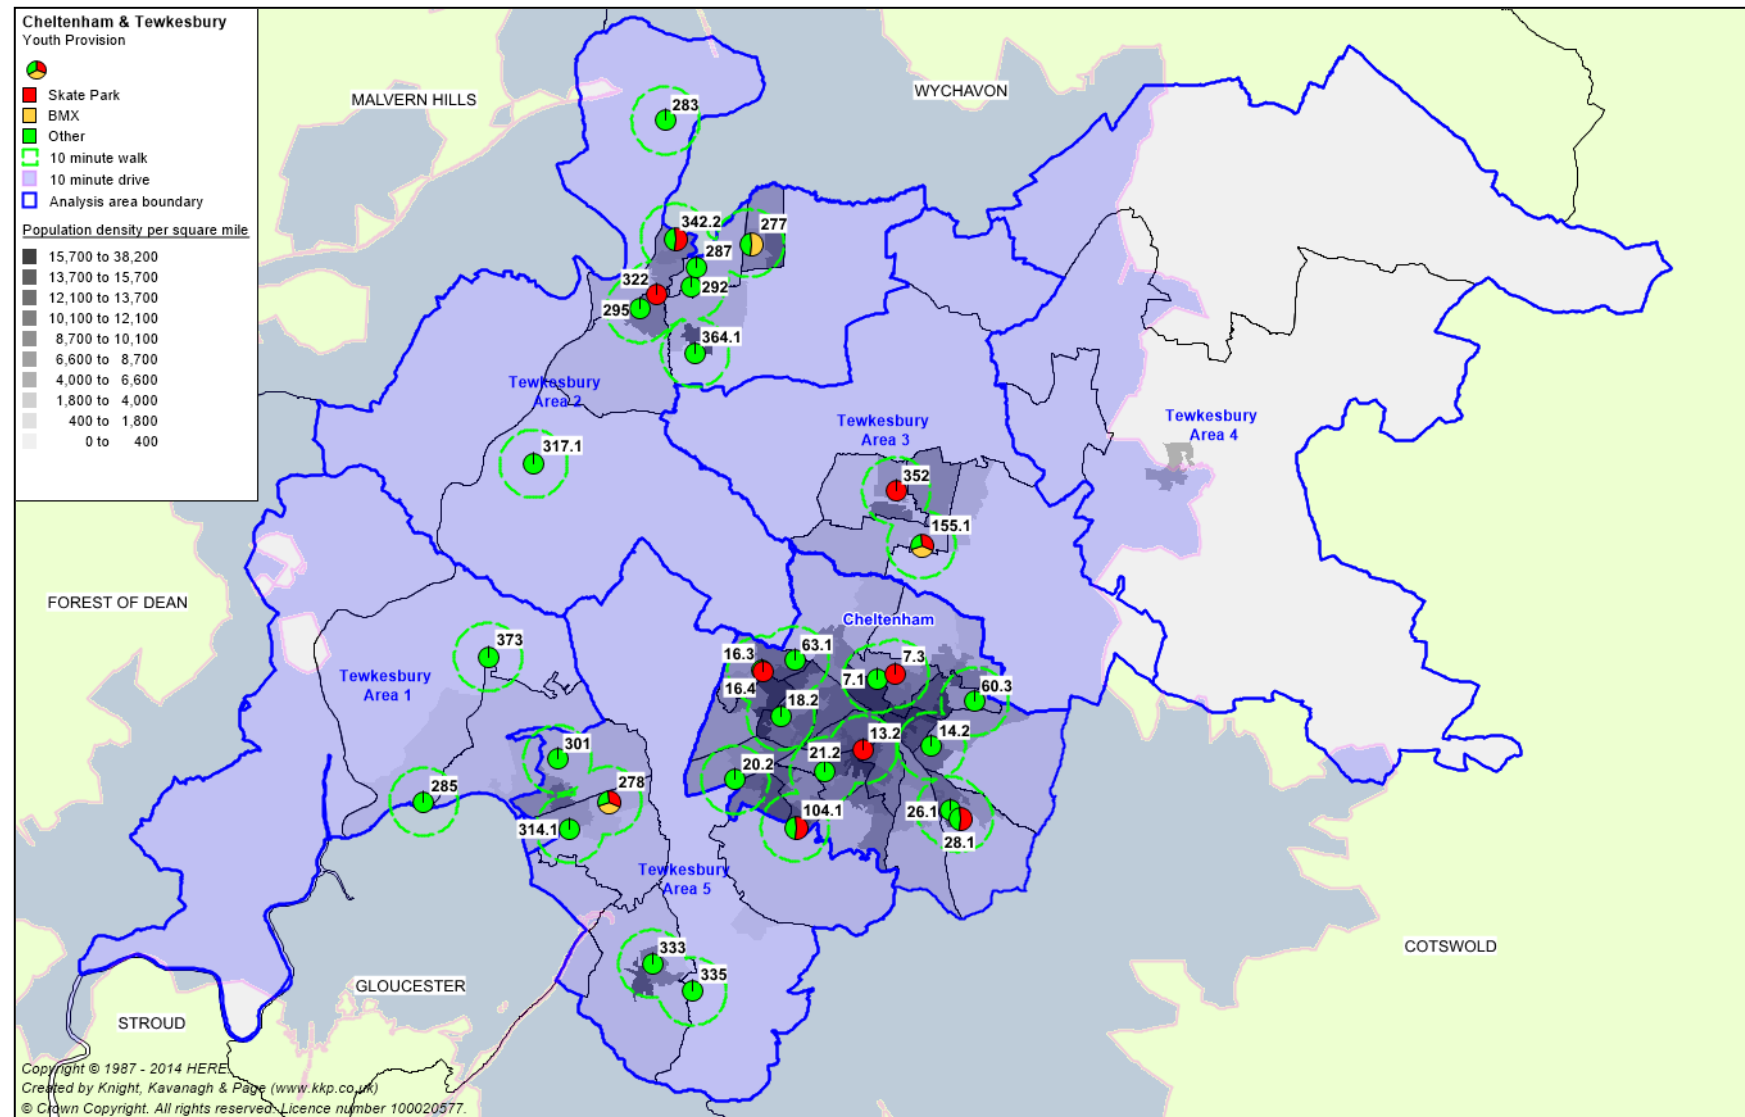 Cheltenham & Tewkesbury
Youth Provision
Skate Park
BMX
Other
10 minute walk
10 minute drive
Analysis area boundary
Population density per square mile
15,700 to 38,200
13,700 to 15,700
12,100 to 13,700
10,100 to 12,100
8,700 to 10,100
6,600 to 8,700
4,000 to 6,600
1,800 to 4,000
400 to 1,800
0 to 400
MALVERN HILLS
WYCHAVON
283
342.2
277
287
322
292
295
364.1
Tewkesbury
Area 2
Tewkesbury
Area 3
Tewkesbury
Area 4
317.1
352
155.1
FOREST OF DEAN
Cheltenham
373
16.3
63.1
7.3
7.1
16.4
60.3
Tewkesbury
Area 1
18.2
301
13.2
14.2
21.2
20.2
278
285
104.1
26.1
314.1
28.1
Tewkesbury
Area 5
333
335
COTSWOLD
GLOUCESTER
STROUD
Copyright © 1987 - 2014 HERE
Created by Knight, Kavanagh & Page (www.kkp.co.uk)
© Crown Copyright. All rights reserved. Licence number 100020577.